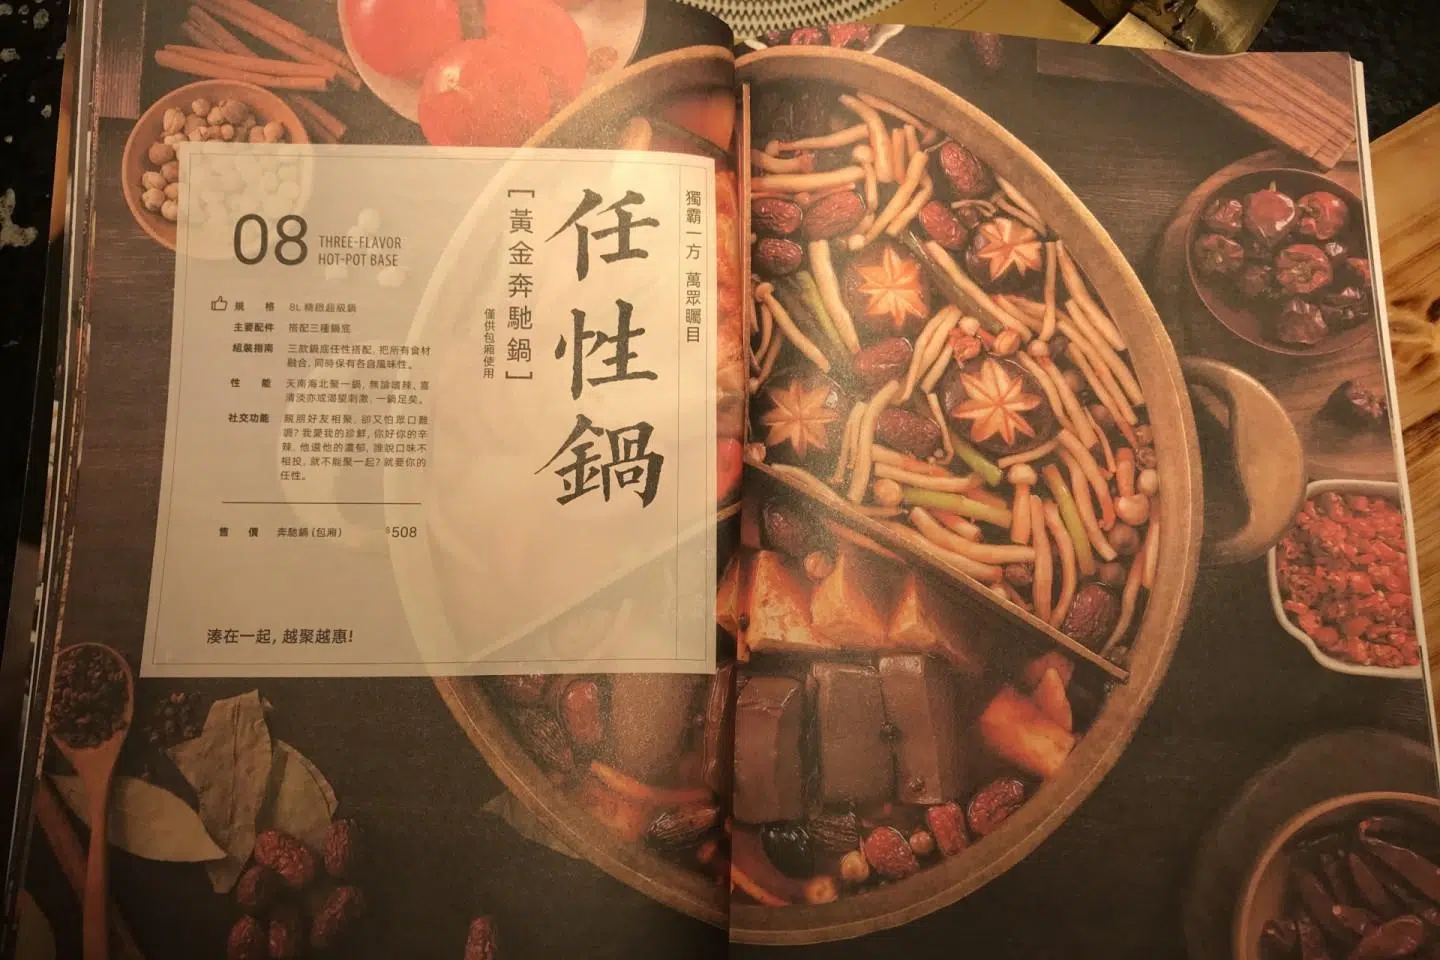 獨霸一方 萬眾矚目
任性鍋
[黃金奔馳鍋]
僅供包廂使用
08 THREE-FLAVOR
HOT-POT BASE
規格 8L 精緻超級鍋
主要配件 搭配三種鍋底
組裝指南 三款鍋底任性搭配，把所有食材
融合，同時保有各自風味性。
性能 天南海北聚一鍋，無論嗜辣、喜
清淡亦或渴望刺激，一鍋足矣。
社交功能 親朋好友相聚，卻又怕眾口難
調？我愛我的珍鮮，你好你的辛
辣，他選他的濃郁，誰說口味不
相投，就不能聚一起？就要你的
任性。
售價 奔馳鍋（包廂） $508
湊在一起，越聚越惠！